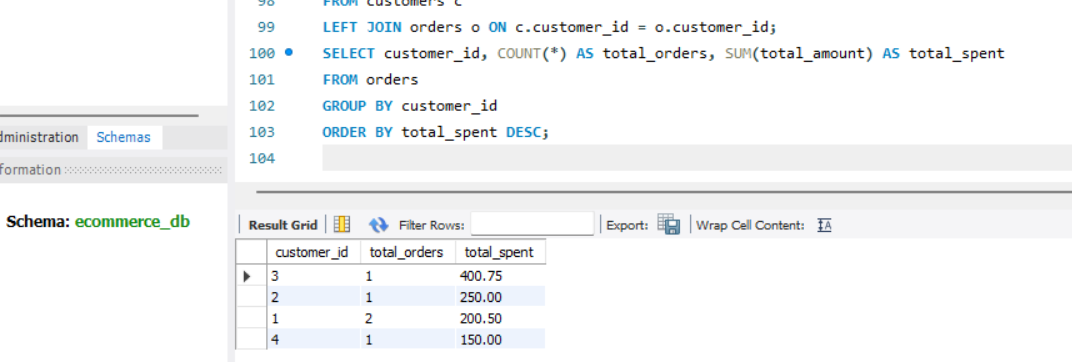 98 FROM customers c
99 LEFT JOIN orders o ON c.customer_id = o.customer_id;
100 SELECT customer_id, COUNT(*) AS total_orders, SUM(total_amount) AS total_spent
101 FROM orders
102 GROUP BY customer_id
103 ORDER BY total_spent DESC;
104
dministration Schemas
formation
Schema: ecommerce_db
Result Grid Filter Rows: Export: Wrap Cell Content: IA
customer_id total_orders total_spent
3 1 400.75
2 1 250.00
1 2 200.50
4 1 150.00